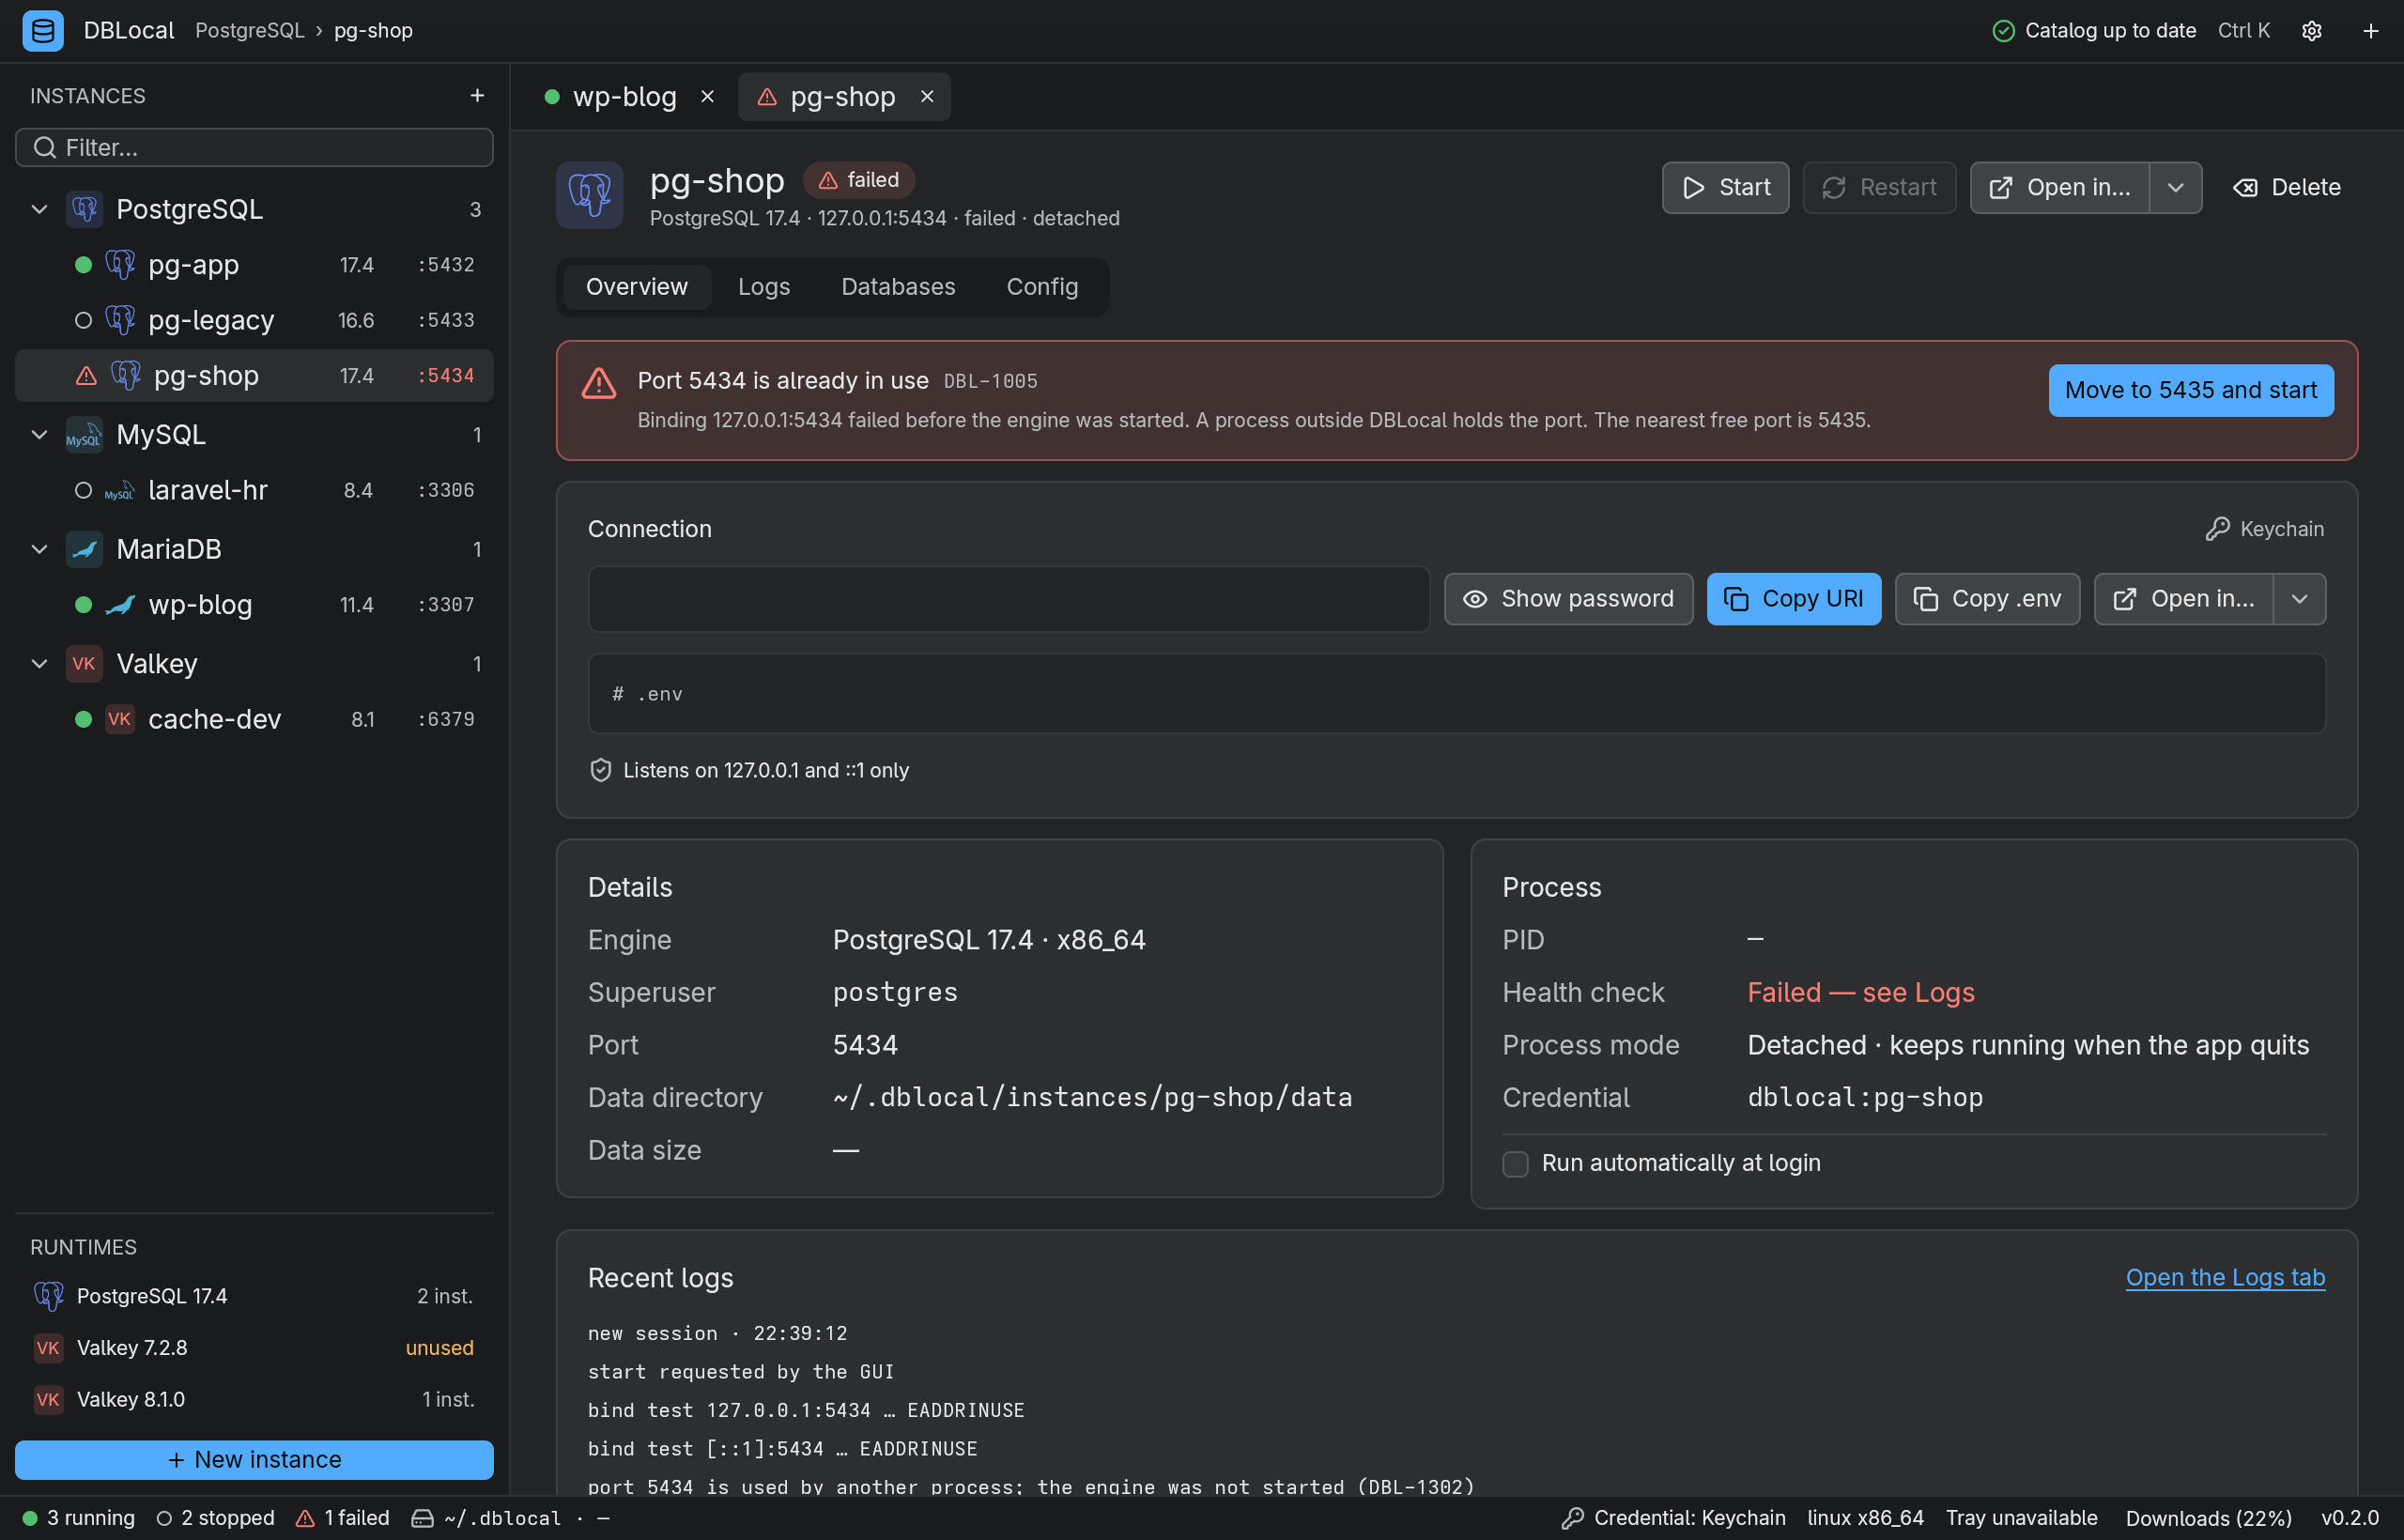 DBLocal PostgreSQL › pg-shop
Catalog up to date Ctrl K
INSTANCES
Filter...
PostgreSQL 3
pg-app 17.4 :5432
pg-legacy 16.6 :5433
pg-shop 17.4 :5434
MySQL MySQL 1
MySQL laravel-hr 8.4 :3306
MariaDB 1
wp-blog 11.4 :3307
VK Valkey 1
VK cache-dev 8.1 :6379
RUNTIMES
PostgreSQL 17.4 2 inst.
VK Valkey 7.2.8 unused
VK Valkey 8.1.0 1 inst.
+ New instance
wp-blog × pg-shop ×
pg-shop failed
PostgreSQL 17.4 · 127.0.0.1:5434 · failed · detached
Start Restart Open in... Delete
Overview Logs Databases Config
Port 5434 is already in use DBL-1005
Binding 127.0.0.1:5434 failed before the engine was started. A process outside DBLocal holds the port. The nearest free port is 5435.
Move to 5435 and start
Connection Keychain
Show password Copy URI Copy .env Open in...
# .env
Listens on 127.0.0.1 and ::1 only
Details
Engine PostgreSQL 17.4 · x86_64
Superuser postgres
Port 5434
Data directory ~/.dblocal/instances/pg-shop/data
Data size —
Process
PID –
Health check Failed — see Logs
Process mode Detached · keeps running when the app quits
Credential dblocal:pg-shop
Run automatically at login
Recent logs Open the Logs tab
new session · 22:39:12
start requested by the GUI
bind test 127.0.0.1:5434 … EADDRINUSE
bind test [::1]:5434 … EADDRINUSE
port 5434 is used by another process; the engine was not started (DBL-1302)
3 running 2 stopped 1 failed ~/.dblocal · –
Credential: Keychain linux x86_64 Tray unavailable Downloads (22%) v0.2.0